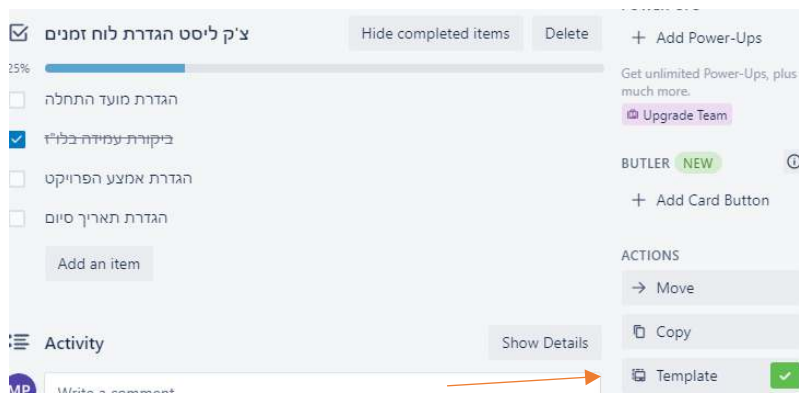 צ'ק ליסט הגדרת לוח זמנים
Hide completed items
Delete
25%
הגדרת מועד התחלה
ביקורת עמידה בלו"ז
הגדרת אמצע הפרויקט
הגדרת תאריך סיום
Add an item
Activity
Show Details
MP
Write a comment
+ Add Power-Ups
Get unlimited Power-Ups, plus
much more.
Upgrade Team
BUTLER NEW
+ Add Card Button
ACTIONS
→ Move
Copy
Template